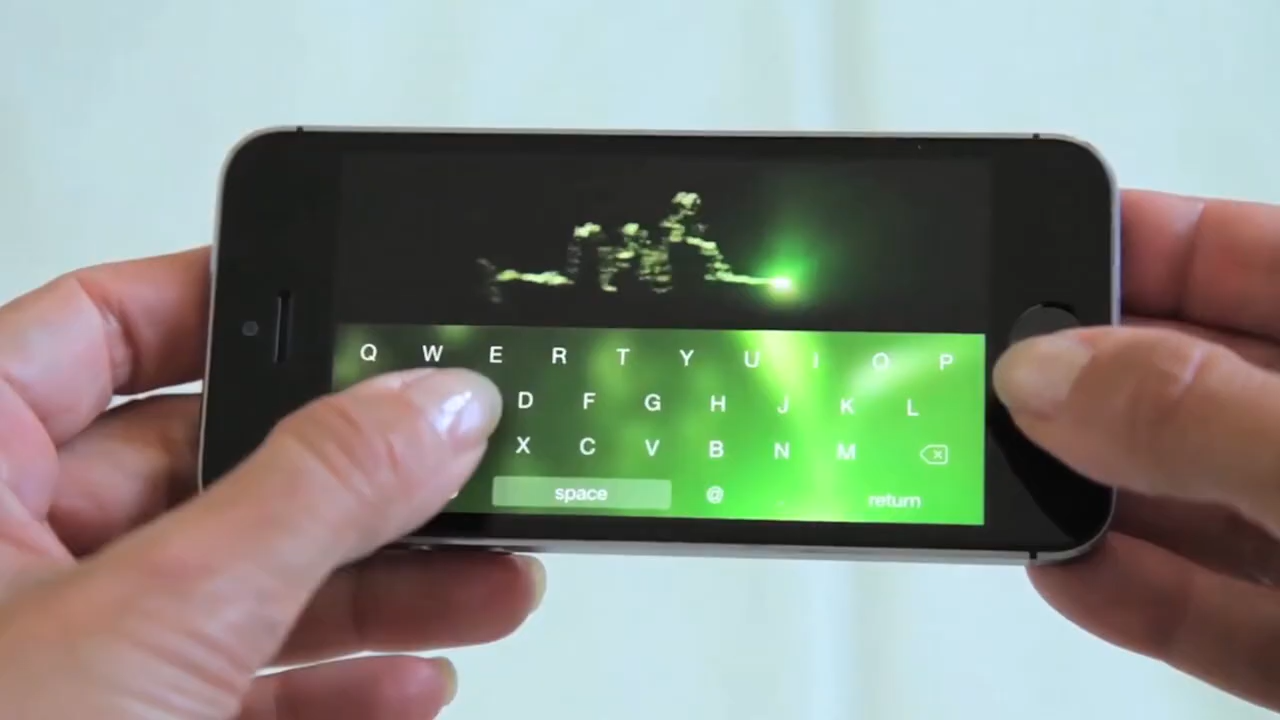 Q W E R T Y U I O P
D F G H J K L
X C V B N M
space @ . return